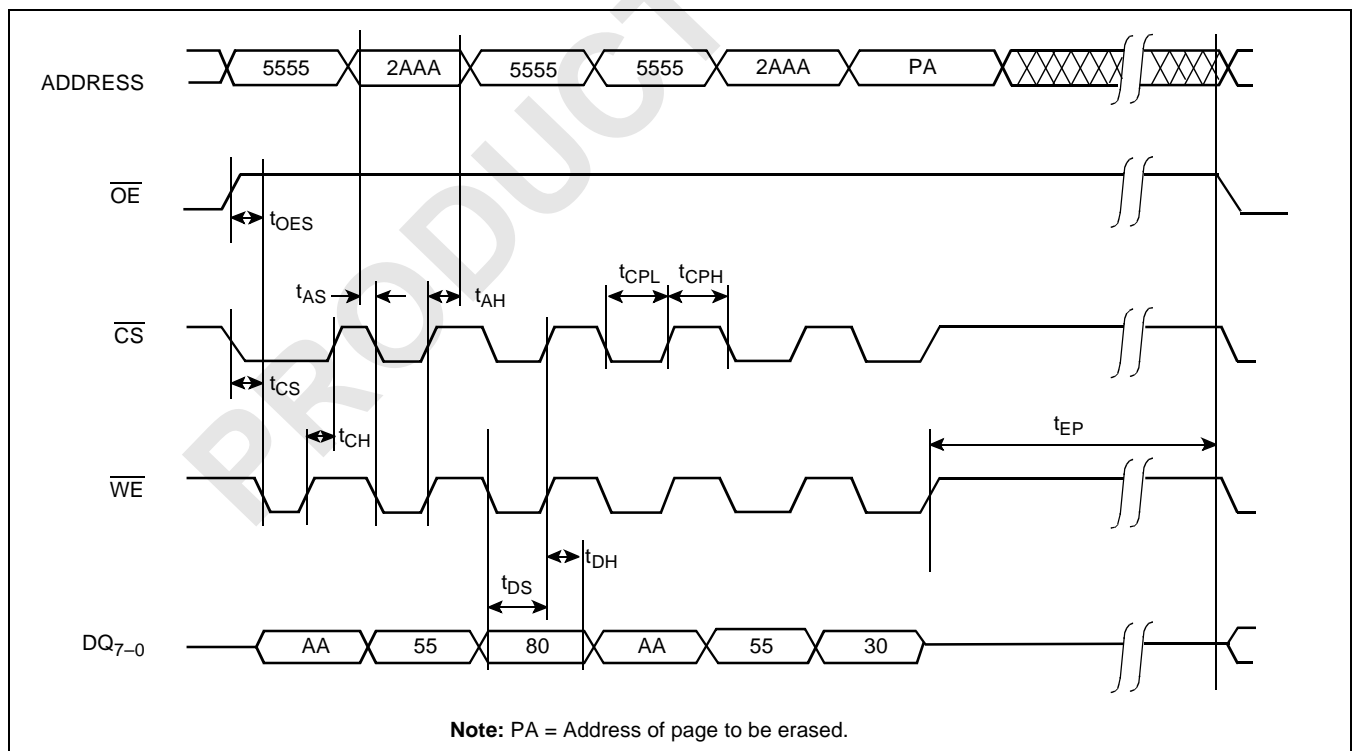 PRODUCT
ADDRESS 5555 2AAA 5555 5555 2AAA PA
OE
tOES
tCPL tCPH
tAS tAH
CS
tCS
tEP
tCH
WE
tDH
tDS
DQ7–0 AA 55 80 AA 55 30
Note: PA = Address of page to be erased.